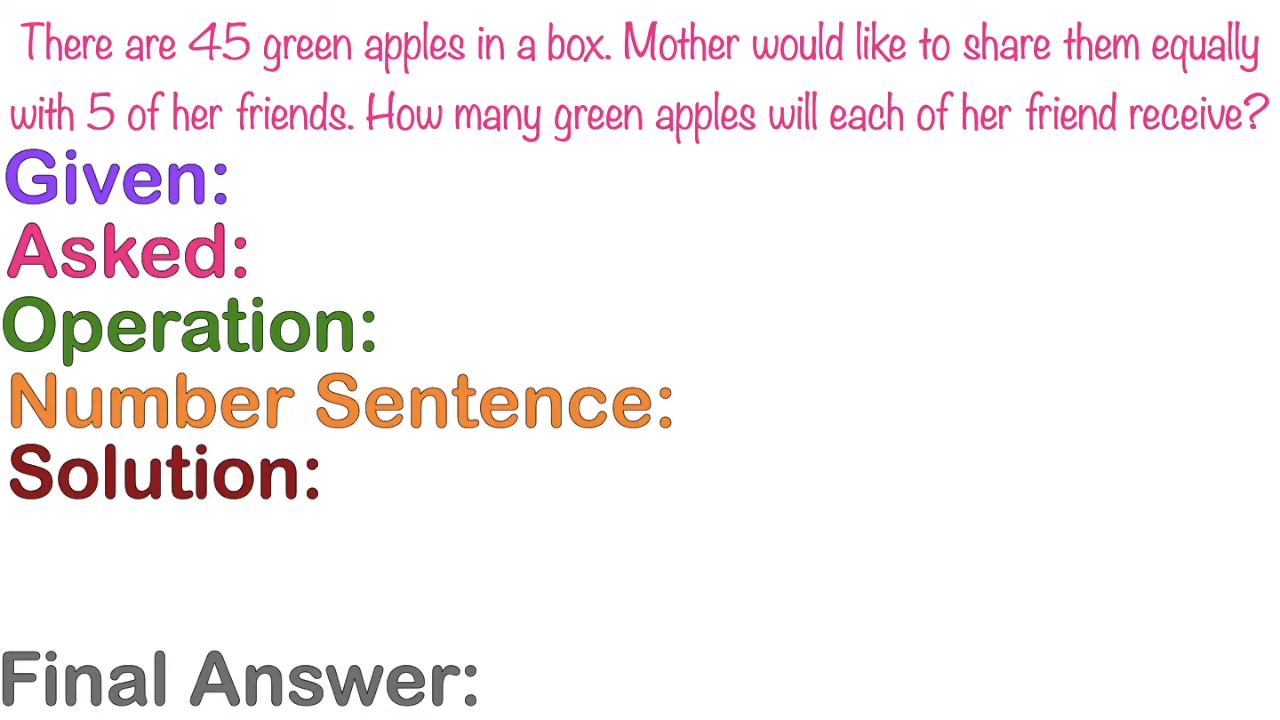 There are 45 green apples in a box. Mother would like to share them equally
with 5 of her friends. How many green apples will each of her friend receive?
Given:
Asked:
Operation:
Number Sentence:
Solution:
Final Answer: